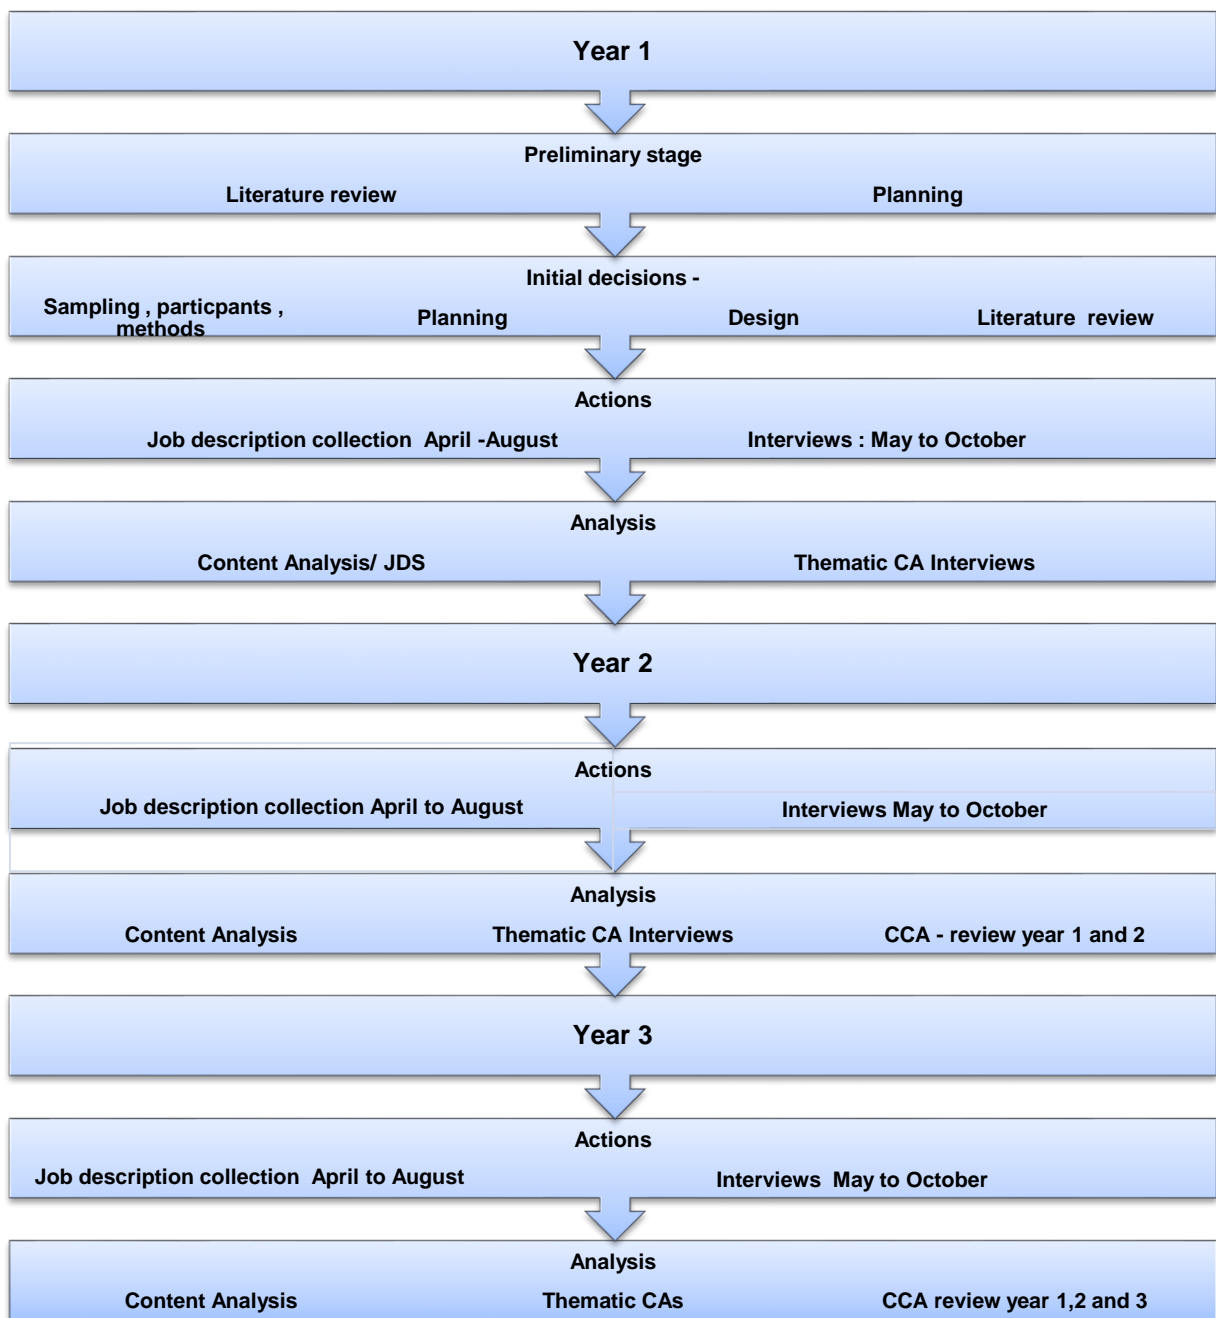 Year 1
Preliminary stage
Literature review
Planning
Initial decisions -
Sampling , particpants ,
methods
Planning
Design
Literature  review
Actions
Job description collection  April -August
Interviews : May to October
Analysis
Content Analysis/ JDS
Thematic CA Interviews
Year 2
Actions
Job description collection April to August
Interviews May to October
Analysis
Content Analysis
Thematic CA Interviews
CCA - review year 1 and 2
Year 3
Actions
Job description collection  April to August
Interviews  May to October
Analysis
Content Analysis
Thematic CAs
CCA review year 1,2 and 3